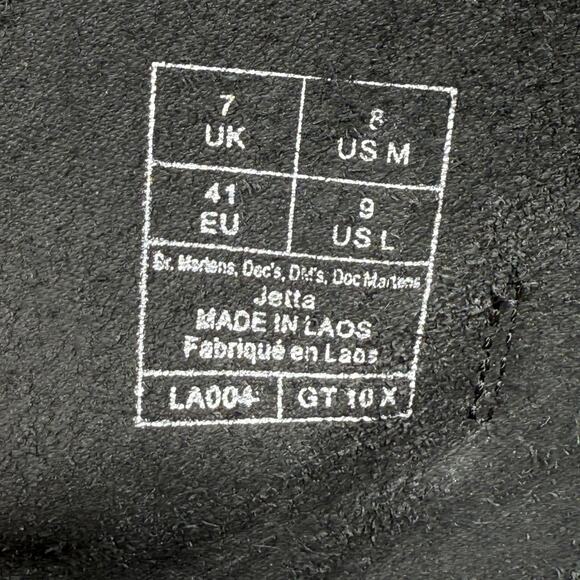 7
UK
8
US M
41
EU
9
US L
Dr. Martens, Doc's, DM's, Doc Martens
Jetta
MADE IN LAOS
Fabriqué en Laos
LA004
GT 10 X